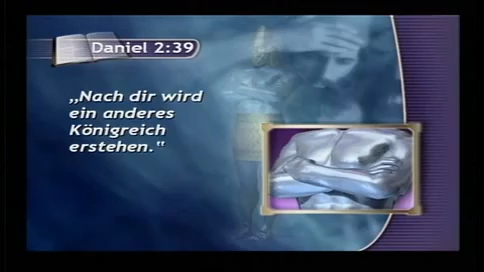 Daniel 2:39
„Nach dir wird
ein anderes
Königreich
erstehen."